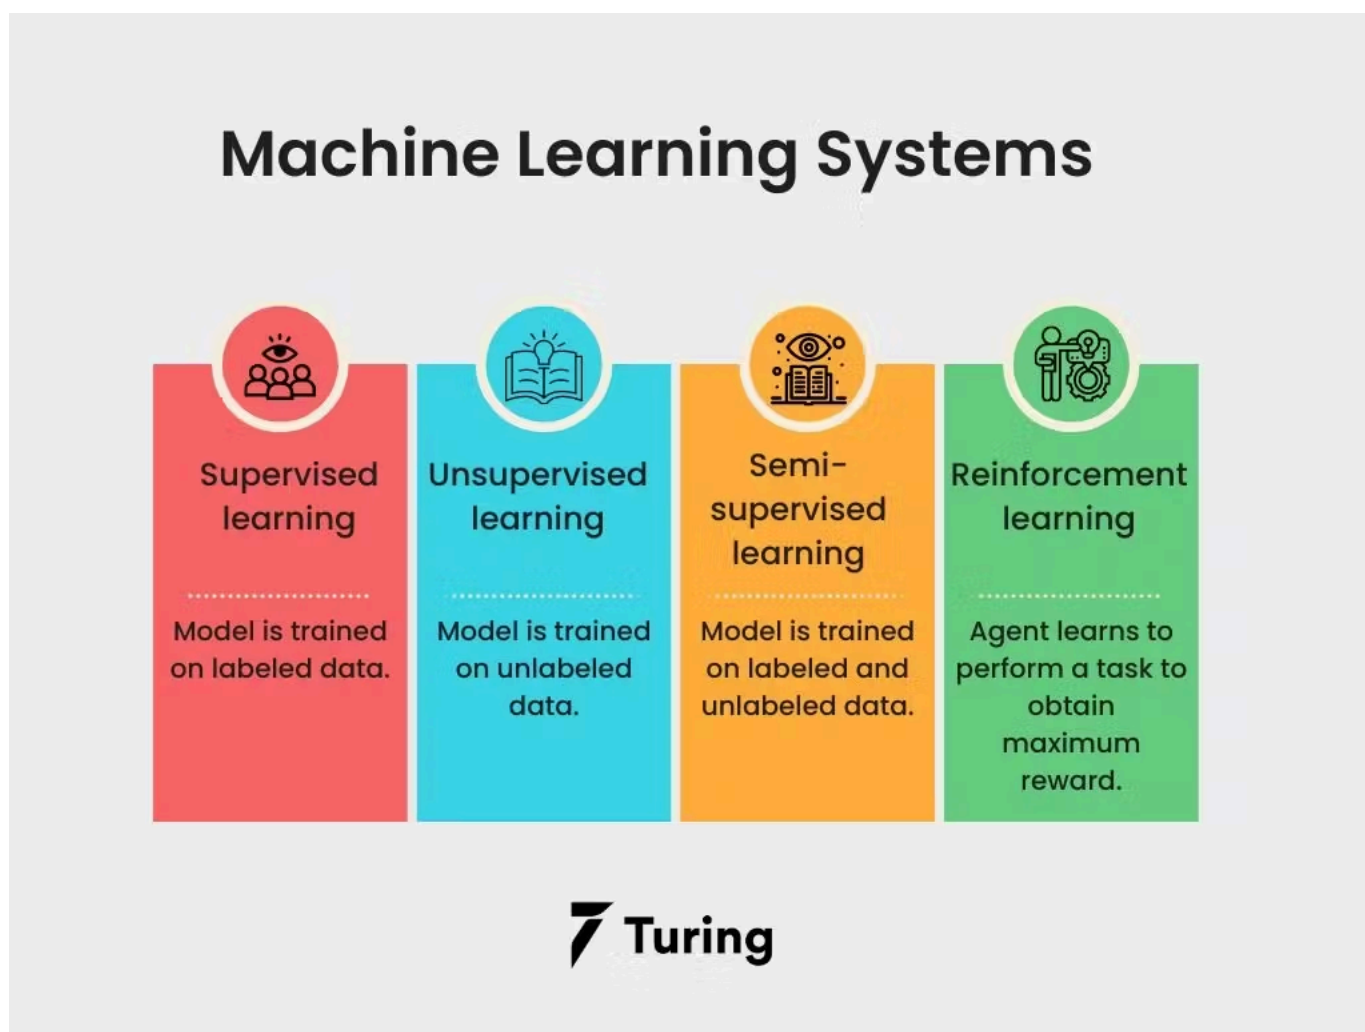 Machine Learning Systems
Supervised
learning
Model is trained
on labeled data.
Unsupervised
learning
Model is trained
on unlabeled
data.
Semi-
supervised
learning
Model is trained
on labeled and
unlabeled data.
Reinforcement
learning
Agent learns to
perform a task to
obtain
maximum
reward.
Turing